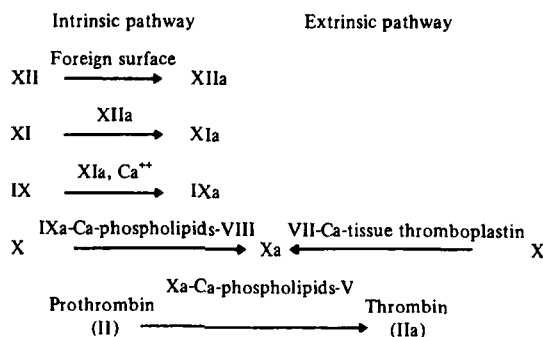 Intrinsic pathway Extrinsic pathway
Foreign surface
XII XIIa
XIIa
XI XIa
XIa, Ca++
IX IXa
IXa-Ca-phospholipids-VIII VII-Ca-tissue thromboplastin
X Xa X
Xa-Ca-phospholipids-V
Prothrombin Thrombin
(II) (IIa)